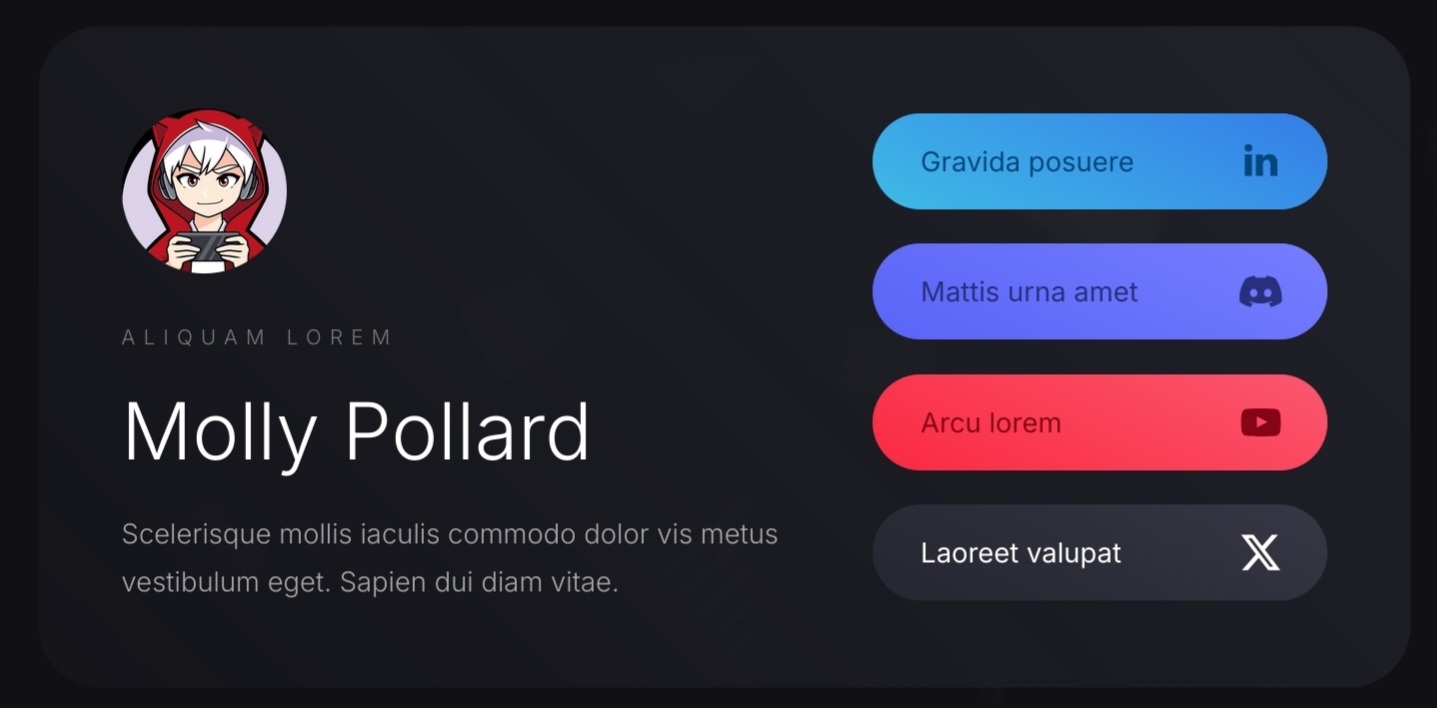 ALIQUAM LOREM
Molly Pollard
Scelerisque mollis iaculis commodo dolor vis metus
vestibulum eget. Sapien dui diam vitae.
Gravida posuere in
Mattis urna amet
Arcu lorem
Laoreet valupat X